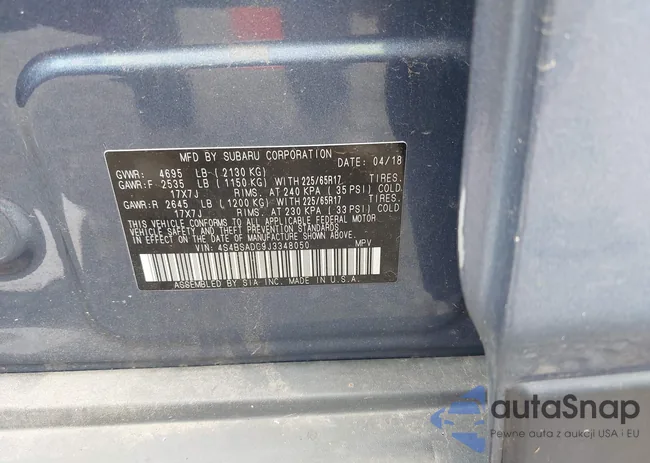 MFD BY SUBARU CORPORATION DATE: 04/18
GVWR: 4695 LB (2130 KG)
GAWR:F 2535 LB (1150KG) WITH 225/65R17 TIRES.
17X7J RIMS. AT 240 KPA (35 PSI) COLD
GAWR:R 2645 LB (1200 KG) WITH 225/65R17 TIRES.
17X7J RIMS. AT 230 KPA (33 PSI) COLD
THIS VEHICLE CONFORMS TO ALL APPLICABLE FEDERAL MOTOR
VEHICLE SAFETY AND THEFT PREVENTION STANDARDS
IN EFFECT ON THE DATE OF MANUFACTURE SHOWN ABOVE.
VIN: 4S4BSADC9J3348050 MPV
ASSEMBLED BY SIA INC. MADE IN U.S.A.
autaSnap
Pewne auta z aukcji USA i EU